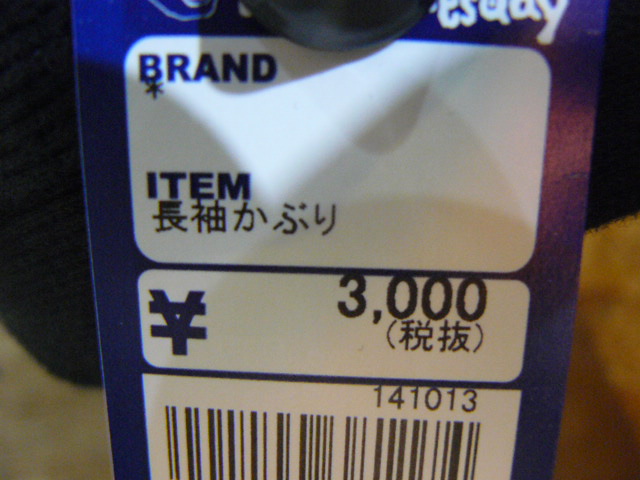 BRAND
*
ITEM
長袖かぶり
¥ 3,000
(税抜)
141013